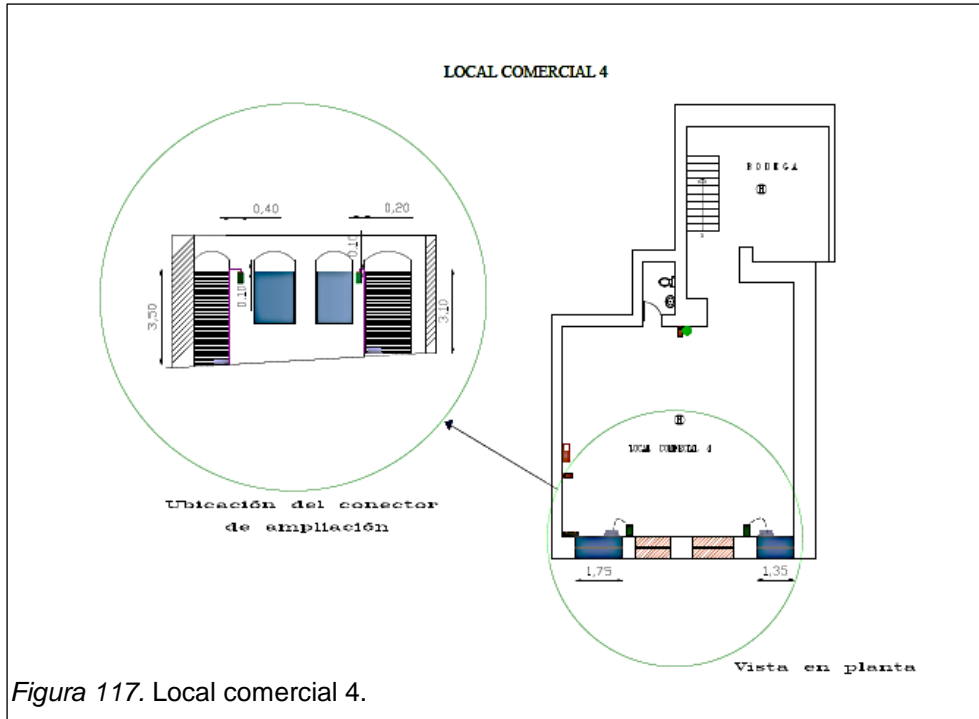 LOCAL COMERCIAL 4
BODEGA
0,40
0,20
0.10
0.10
3,50
3,10
LOCAL COMERCIAL 4
Ubicación del conector
de ampliación
1,75
1,35
Vista en planta
Figura 117. Local comercial 4.